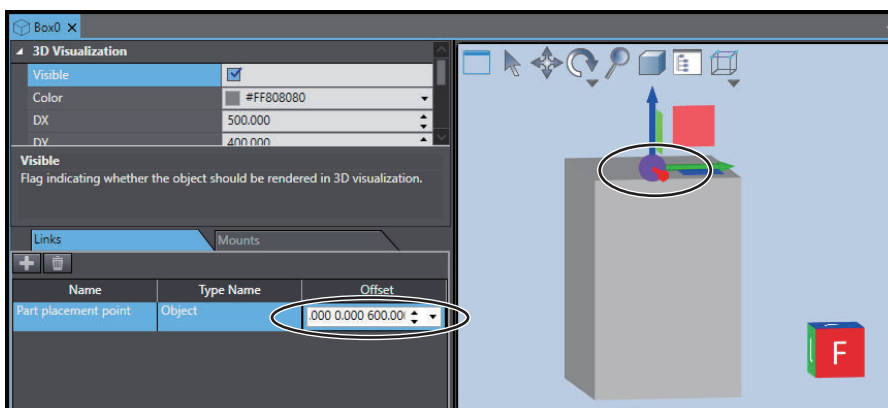 Box0
3D Visualization
Visible
Color #FF808080
DX 500.000
DY 400.000
Visible
Flag indicating whether the object should be rendered in 3D visualization.
Links Mounts
Name Type Name Offset
Part placement point Object .000 0.000 600.00
F